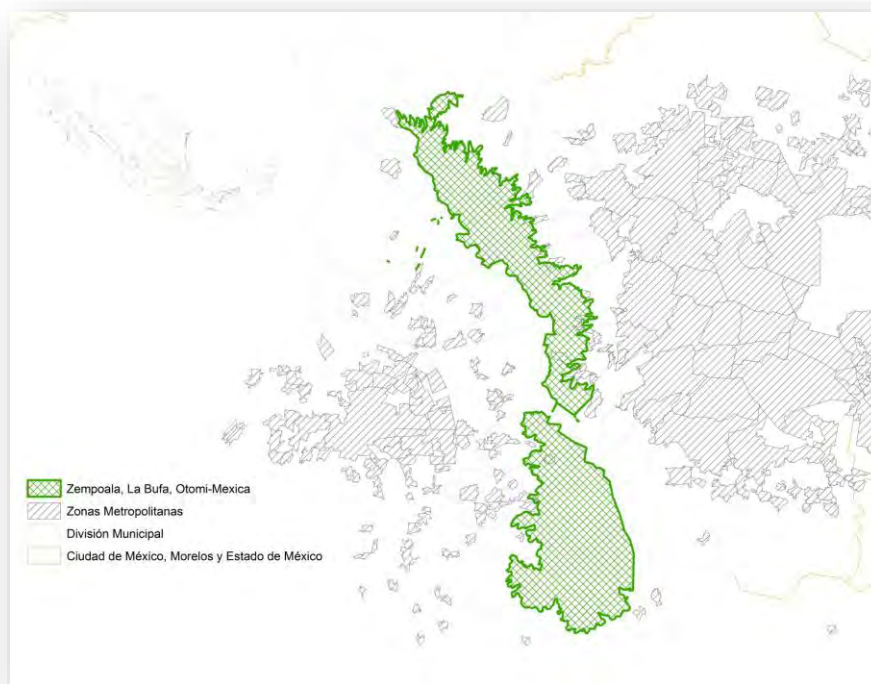 Zempoala, La Bufa, Otomi-Mexica
Zonas Metropolitanas
División Municipal
Ciudad de México, Morelos y Estado de México